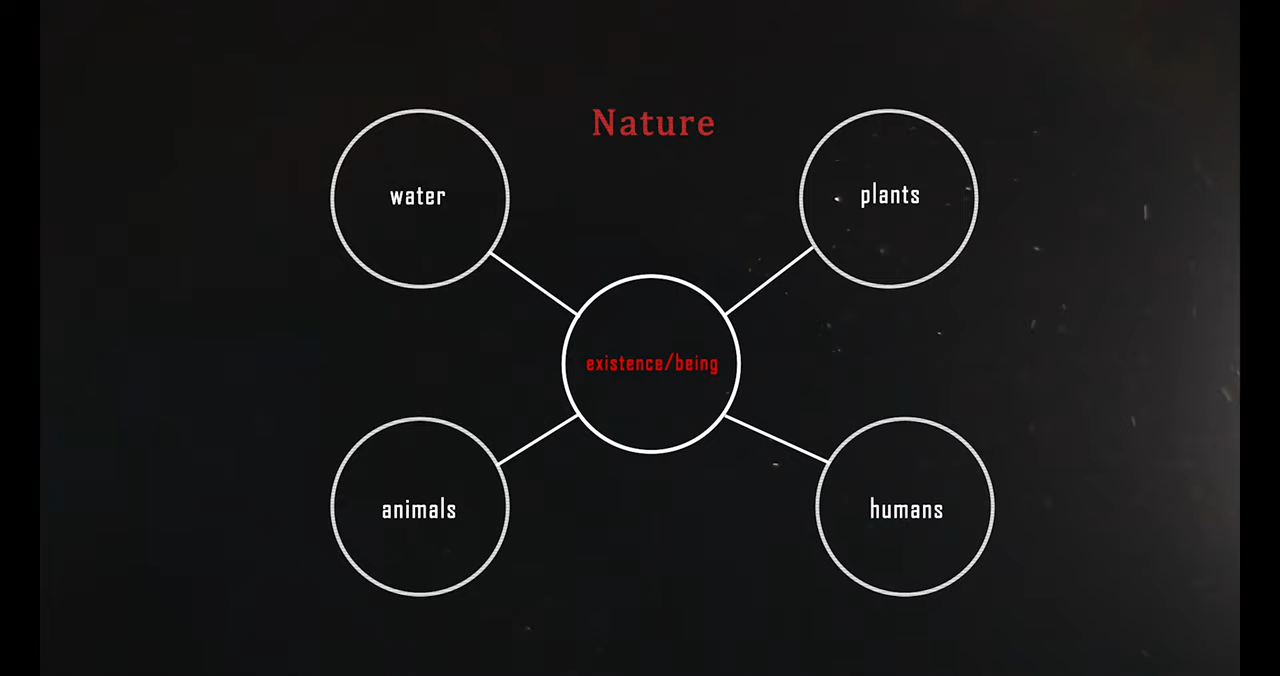 Nature
water
plants
existence/being
animals
humans